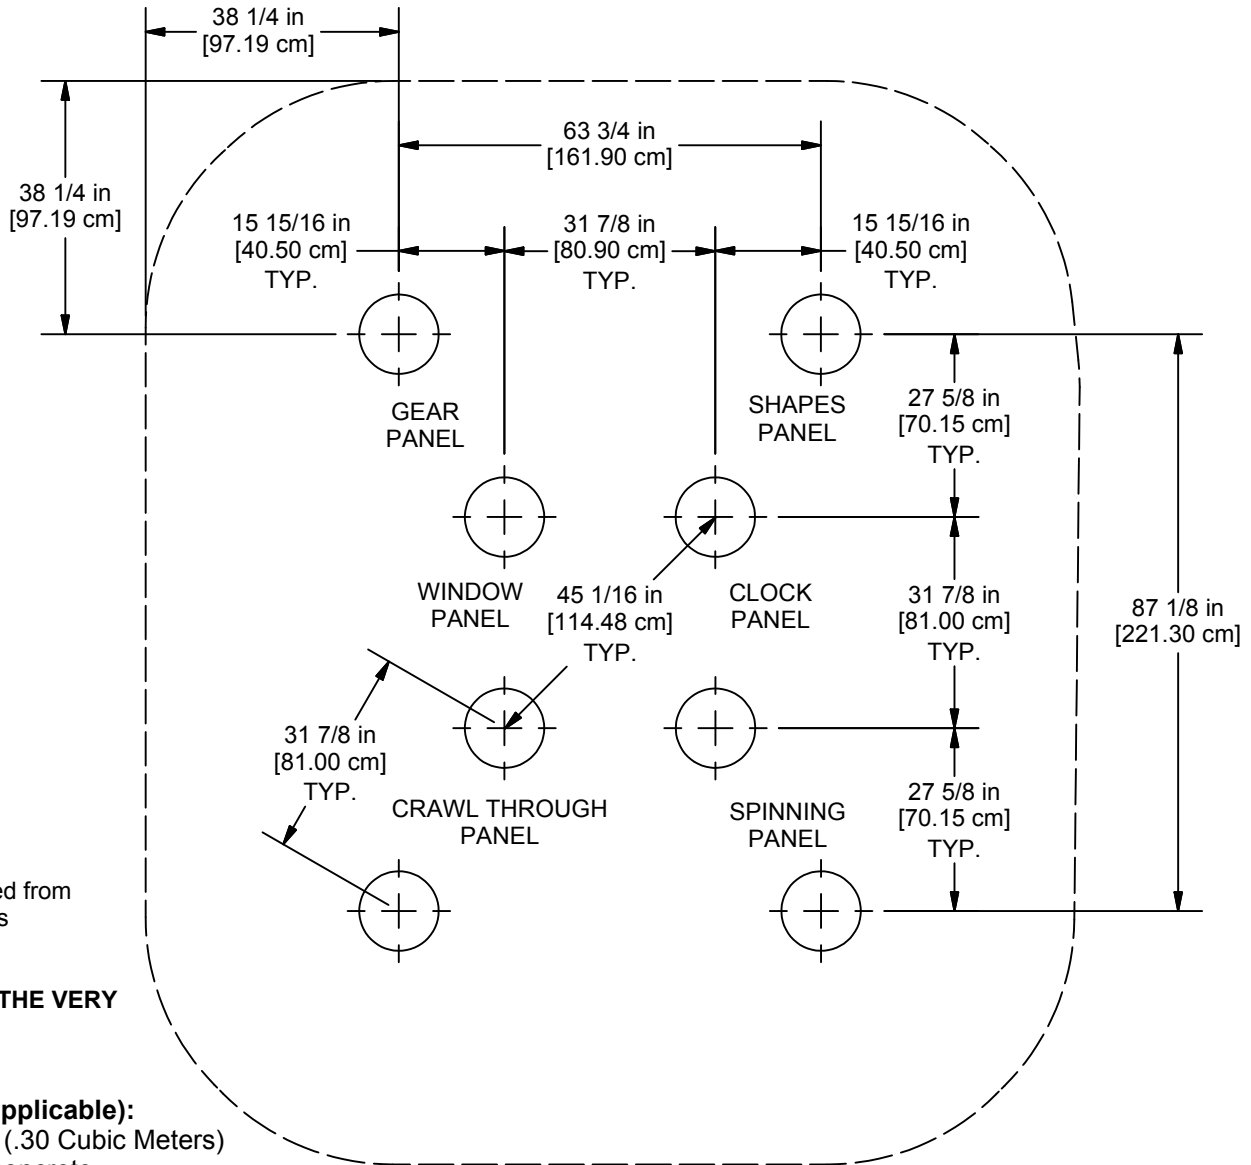 38 1/4 in
[97.19 cm]
63 3/4 in
[161.90 cm]
38 1/4 in
[97.19 cm]
15 15/16 in
[40.50 cm]
TYP.
31 7/8 in
[80.90 cm]
TYP.
15 15/16 in
[40.50 cm]
TYP.
GEAR
PANEL
SHAPES
PANEL
27 5/8 in
[70.15 cm]
TYP.
WINDOW
PANEL
45 1/16 in
[114.48 cm]
TYP.
CLOCK
PANEL
31 7/8 in
[81.00 cm]
TYP.
87 1/8 in
[221.30 cm]
31 7/8 in
[81.00 cm]
TYP.
CRAWL THROUGH
PANEL
SPINNING
PANEL
27 5/8 in
[70.15 cm]
TYP.
ed from
s
THE VERY
pplicable):
(.30 Cubic Meters)